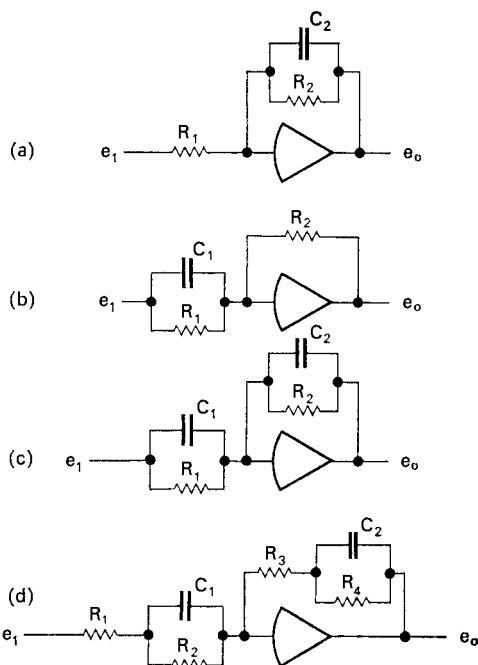 C₂
R₂
R₁
(a) e₁ eₒ
R₂
C₁
(b) e₁ eₒ
R₁
C₂
R₂
C₁
(c) e₁ eₒ
R₁
C₂
R₃
C₁ R₄
(d) R₁
e₁ eₒ
R₂